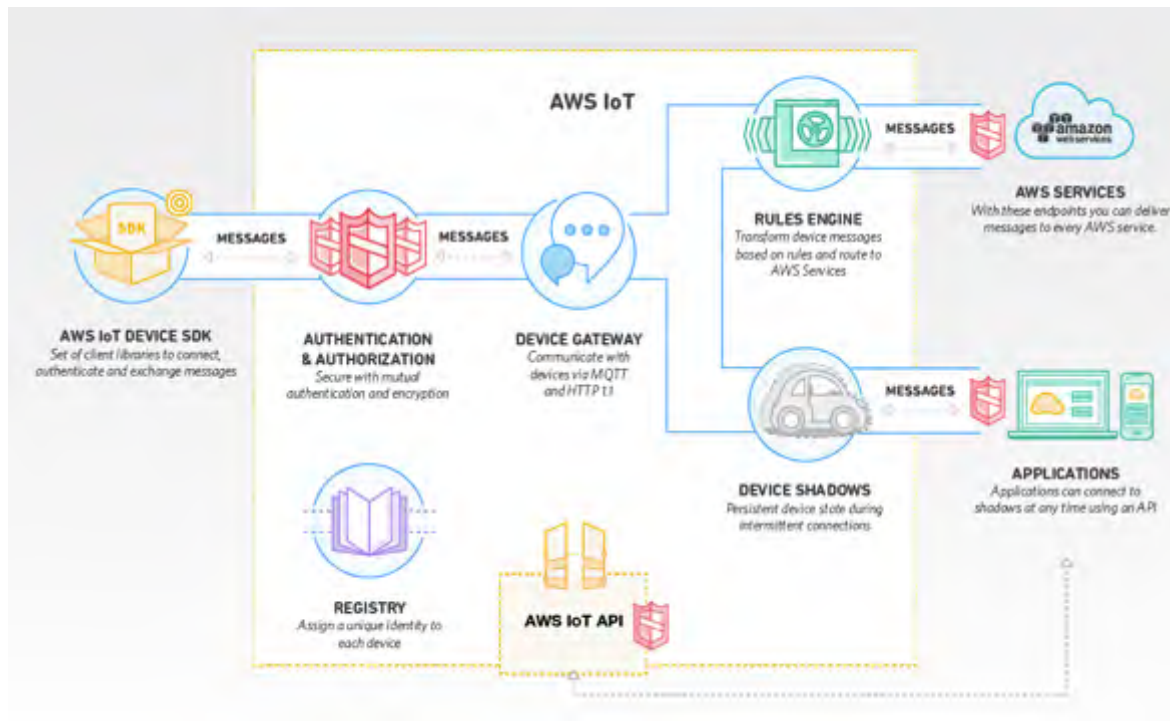 AWS IoT
MESSAGES
amazon
webservices
AWS SERVICES
With these endpoints you can deliver
messages to every AWS service.
SDK
MESSAGES
MESSAGES
RULES ENGINE
Transform device messages
based on rules and route to
AWS Services
AWS IoT DEVICE SDK
Set of client libraries to connect,
authenticate and exchange messages
AUTHENTICATION
& AUTHORIZATION
Secure with mutual
authentication and encryption
DEVICE GATEWAY
Communicate with
devices via MQTT
and HTTP 1.1
MESSAGES
DEVICE SHADOWS
Persistent device state during
intermittent connections
APPLICATIONS
Applications can connect to
shadows at any time using an API
REGISTRY
Assign a unique identity to
each device
AWS IoT API